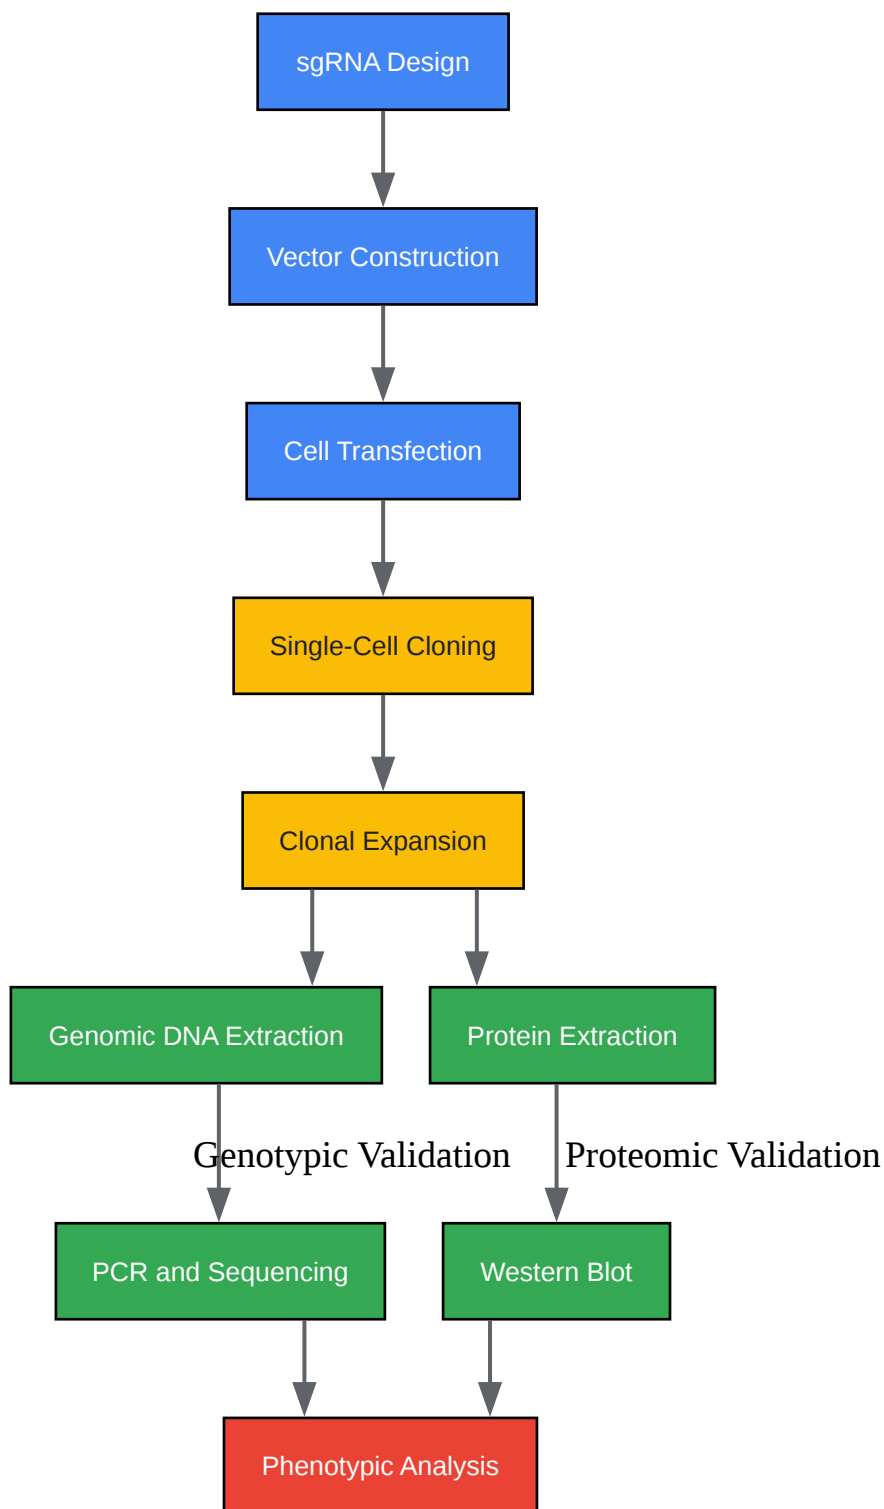 sgRNA Design
Vector Construction
Cell Transfection
Single-Cell Cloning
Clonal Expansion
Genomic DNA Extraction
Protein Extraction
Genotypic Validation
Proteomic Validation
PCR and Sequencing
Western Blot
Phenotypic Analysis